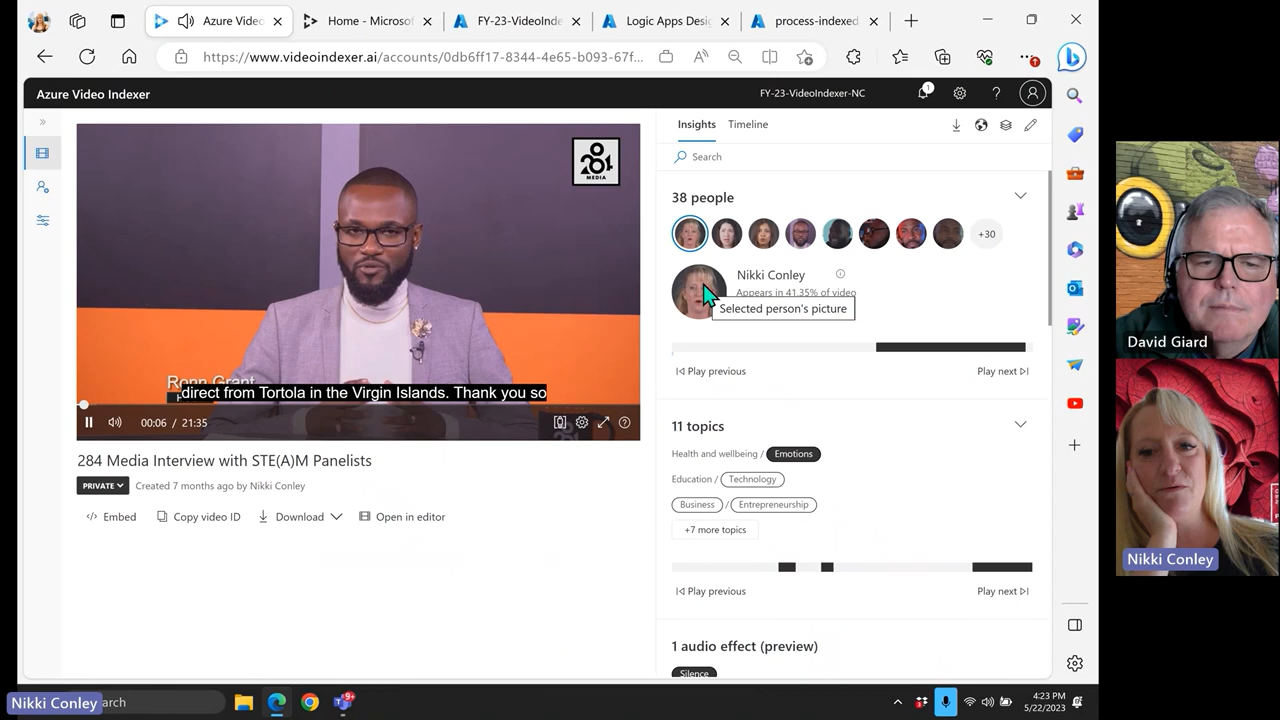 Azure Video
Home - Microsof
FY-23-VideoInde
Logic Apps Desig
process-indexed
https://www.videoindexer.ai/accounts/0db6ff17-8344-4e65-b093-67f...
Azure Video Indexer
FY-23-VideoIndexer-NC
1
284
MEDIA
Ronn Grant
direct from Tortola in the Virgin Islands. Thank you so
00:06 / 21:35
284 Media Interview with STE(A)M Panelists
PRIVATE
Created 7 months ago by Nikki Conley
Embed
Copy video ID
Download
Open in editor
Insights
Timeline
Search
38 people
+30
Nikki Conley
Appears in 41.35% of video
Selected person's picture
Play previous
Play next
11 topics
Health and wellbeing / Emotions
Education / Technology
Business / Entrepreneurship
+7 more topics
Play previous
Play next
1 audio effect (preview)
Silence
David Giard
Nikki Conley
Nikki Conley
arch
9+
4:23 PM
5/22/2023